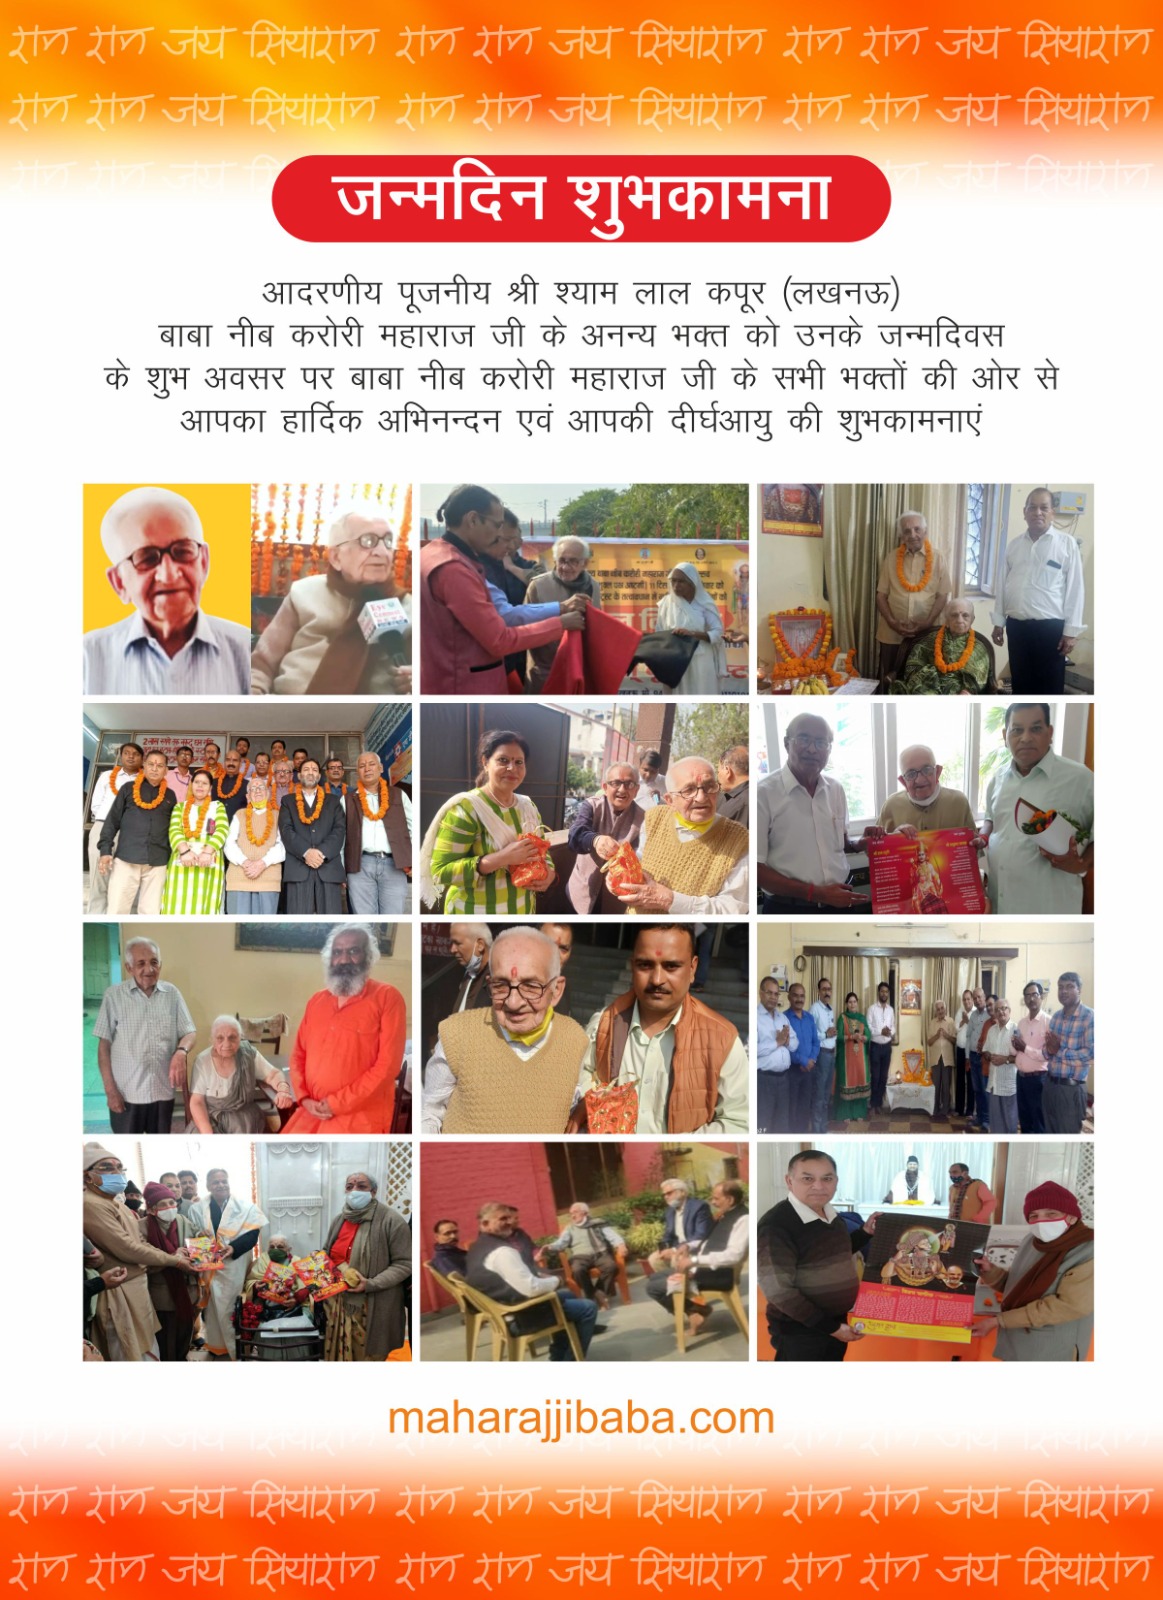 राम राम जय सियाराम राम राम जय सियाराम राम राम जय सियाराम
राम राम जय सियाराम राम राम जय सियाराम राम राम जय सियाराम
जन्मदिन शुभकामना
आदरणीय पूजनीय श्री श्याम लाल कपूर (लखनऊ)
बाबा नीब करोरी महाराज जी के अनन्य भक्त को उनके जन्मदिवस
के शुभ अवसर पर बाबा नीब करोरी महाराज जी के सभी भक्तों की ओर से
आपका हार्दिक अभिनन्दन एवं आपकी दीर्घआयु की शुभकामनाएं
maharajjibaba.com
राम राम जय सियाराम राम राम जय सियाराम राम राम जय सियाराम
राम राम जय सियाराम राम राम जय सियाराम राम राम जय सियाराम